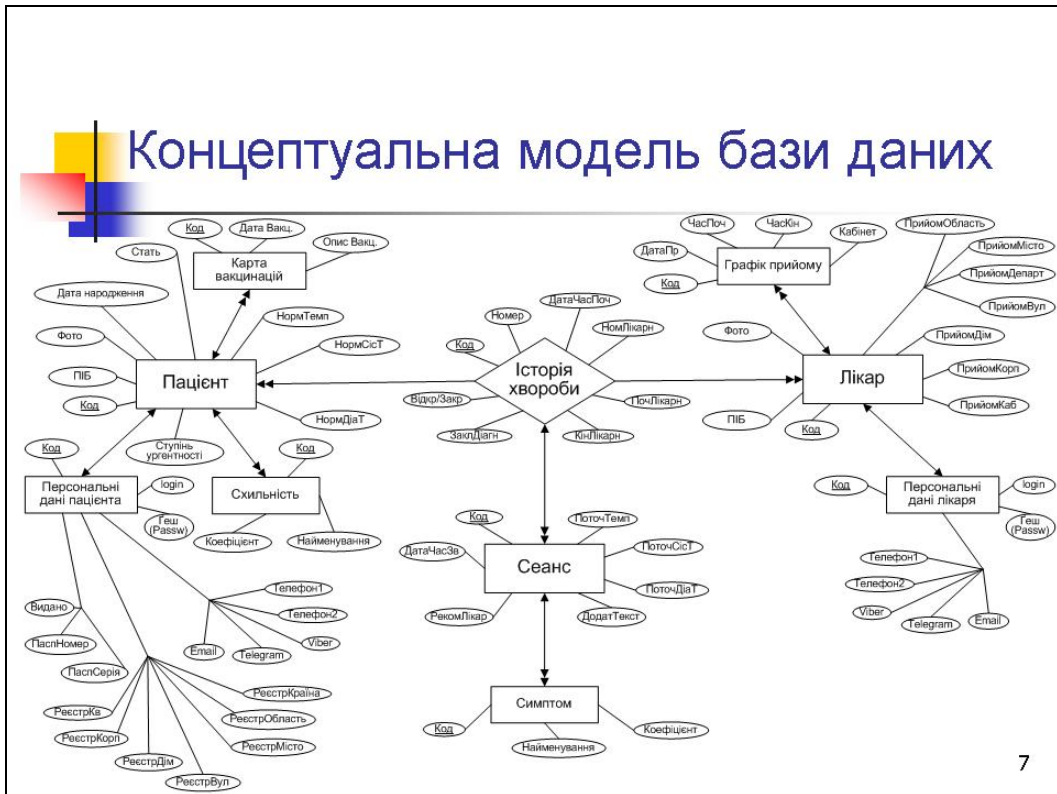 Концептуальна модель бази даних
Код
Дата Вакц.
Опис Вакц.
Стать
Карта
вакцинацій
Дата народження
НормТемп
Фото
НормСісТ
ПІБ
Пацієнт
Код
НормДіаТ
Ступінь
ургентності
Код
Персональні
дані пацієнта
login
Геш
(Passw)
Код
Схильність
Коефіцієнт
Найменування
Видано
ПаспНомер
ПаспСерія
Телефон1
Телефон2
Viber
Telegram
Email
РеєстрКраїна
РеєстрОбласть
РеєстрМісто
РеєстрВул
РеєстрДім
РеєстрКорп
РеєстрКв
ДатаЧасПоч
Номер
НомЛікарн
Код
Історія
хвороби
Відкр/Закр
ПочЛікарн
ЗаклДіагн
КінЛікарн
Код
ПоточТемп
ДатаЧасЗв
Сеанс
ПоточСісТ
ПоточДіаТ
РекомЛікар
ДодатТекст
Симптом
Код
Коефіцієнт
Найменування
ЧасПоч
ЧасКін
Кабінет
ДатаПр
Графік прийому
Код
ПрийомОбласть
ПрийомМісто
ПрийомДепарт
ПрийомВул
Фото
ПрийомДім
Лікар
ПрийомКорп
ПІБ
ПрийомКаб
Код
Код
Персональні
дані лікаря
login
Геш
(Passw)
Телефон1
Телефон2
Viber
Telegram
Email
7